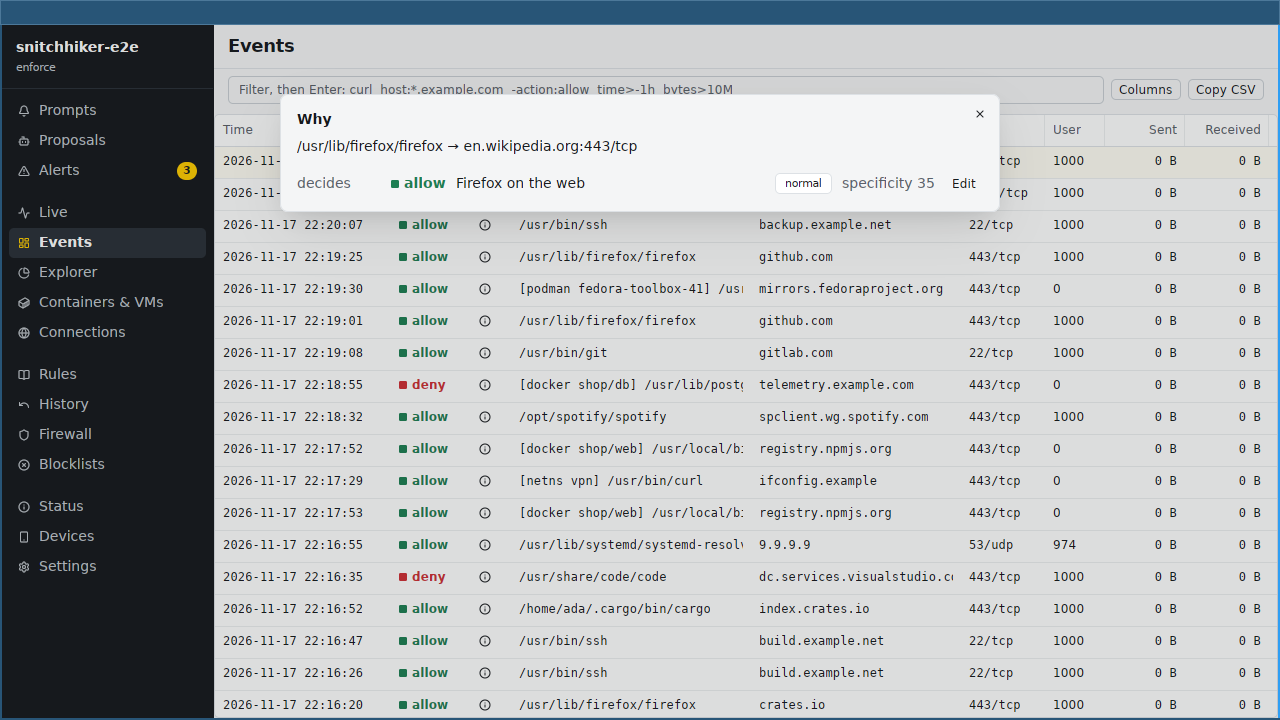 snitchhiker-e2e
enforce
Prompts
Proposals
Alerts 3
Live
Events
Explorer
Containers & VMs
Connections
Rules
History
Firewall
Blocklists
Status
Devices
Settings
Events
Filter, then Enter: curl host:*.example.com -action:allow time>-1h bytes>10M Columns Copy CSV
Why ×
/usr/lib/firefox/firefox → en.wikipedia.org:443/tcp
decides allow Firefox on the web normal specificity 35 Edit
Time User Sent Received
2026-11- /tcp 1000 0 B 0 B
2026-11- /tcp 1000 0 B 0 B
2026-11-17 22:20:07 allow /usr/bin/ssh backup.example.net 22/tcp 1000 0 B 0 B
2026-11-17 22:19:25 allow /usr/lib/firefox/firefox github.com 443/tcp 1000 0 B 0 B
2026-11-17 22:19:30 allow [podman fedora-toolbox-41] /usr mirrors.fedoraproject.org 443/tcp 0 0 B 0 B
2026-11-17 22:19:01 allow /usr/lib/firefox/firefox github.com 443/tcp 1000 0 B 0 B
2026-11-17 22:19:08 allow /usr/bin/git gitlab.com 22/tcp 1000 0 B 0 B
2026-11-17 22:18:55 deny [docker shop/db] /usr/lib/postg telemetry.example.com 443/tcp 0 0 B 0 B
2026-11-17 22:18:32 allow /opt/spotify/spotify spclient.wg.spotify.com 443/tcp 1000 0 B 0 B
2026-11-17 22:17:52 allow [docker shop/web] /usr/local/bi registry.npmjs.org 443/tcp 0 0 B 0 B
2026-11-17 22:17:29 allow [netns vpn] /usr/bin/curl ifconfig.example 443/tcp 0 0 B 0 B
2026-11-17 22:17:53 allow [docker shop/web] /usr/local/bi registry.npmjs.org 443/tcp 0 0 B 0 B
2026-11-17 22:16:55 allow /usr/lib/systemd/systemd-resolv 9.9.9.9 53/udp 974 0 B 0 B
2026-11-17 22:16:35 deny /usr/share/code/code dc.services.visualstudio.co 443/tcp 1000 0 B 0 B
2026-11-17 22:16:52 allow /home/ada/.cargo/bin/cargo index.crates.io 443/tcp 1000 0 B 0 B
2026-11-17 22:16:47 allow /usr/bin/ssh build.example.net 22/tcp 1000 0 B 0 B
2026-11-17 22:16:26 allow /usr/bin/ssh build.example.net 22/tcp 1000 0 B 0 B
2026-11-17 22:16:20 allow /usr/lib/firefox/firefox crates.io 443/tcp 1000 0 B 0 B